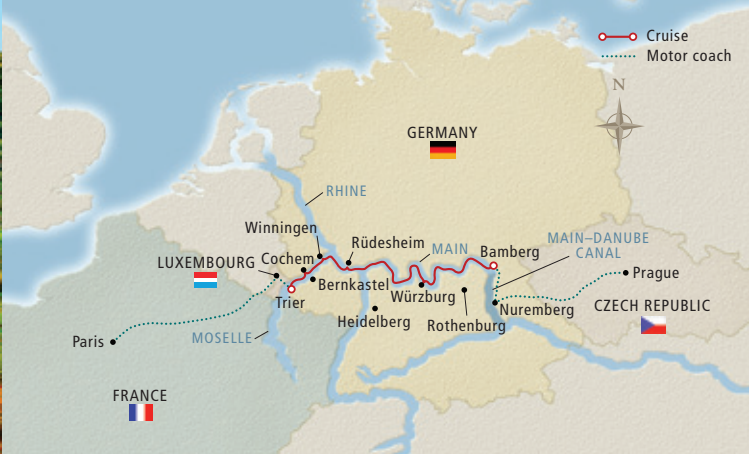 Cruise
Motor coach
N
GERMANY
RHINE
Winningen
Rüdesheim
MAIN
Bamberg
MAIN–DANUBE
CANAL
LUXEMBOURG
Cochem
Bernkastel
Prague
Trier
Würzburg
Nuremberg
CZECH REPUBLIC
Heidelberg
Rothenburg
Paris
MOSELLE
FRANCE